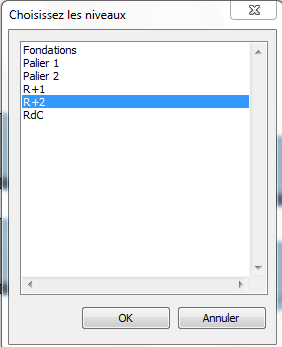 Choisissez les niveaux
Fondations
Palier 1
Palier 2
R+1
R+2
RdC
OK
Annuler